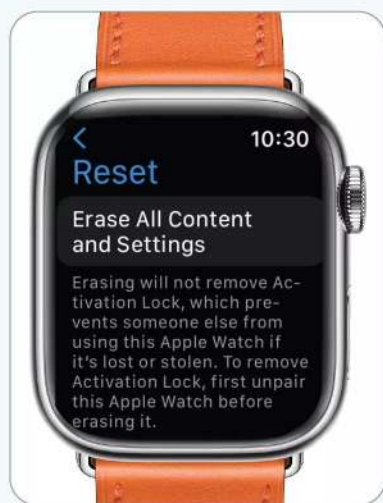 <
10:30
Reset
Erase All Content
and Settings
Erasing will not remove Ac-
tivation Lock, which pre-
vents someone else from
using this Apple Watch if
it's lost or stolen. To remove
Activation Lock, first unpair
this Apple Watch before
erasing it.